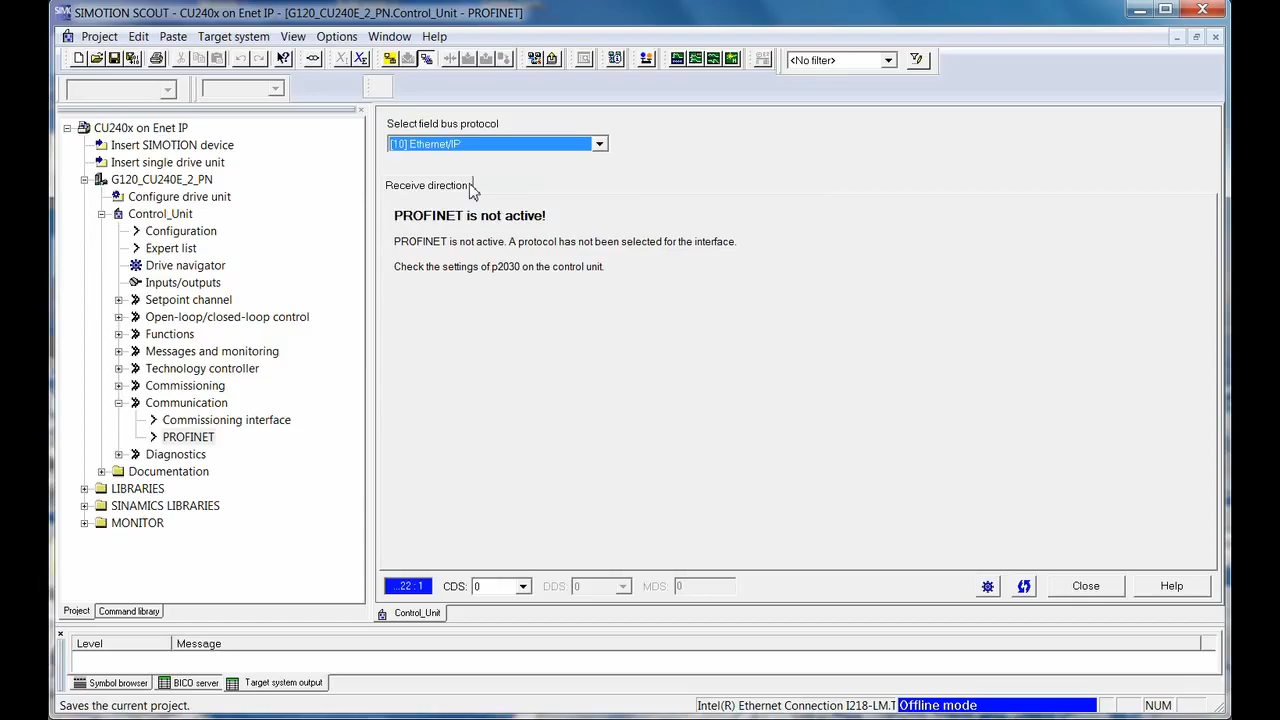 SIMOTION SCOUT - CU240x on Enet IP - [G120_CU240E_2_PN.Control_Unit - PROFINET]
Project Edit Paste Target system View Options Window Help
<No filter>
CU240x on Enet IP
Insert SIMOTION device
Insert single drive unit
G120_CU240E_2_PN
Configure drive unit
Control_Unit
Configuration
Expert list
Drive navigator
Inputs/outputs
Setpoint channel
Open-loop/closed-loop control
Functions
Messages and monitoring
Technology controller
Commissioning
Communication
Commissioning interface
PROFINET
Diagnostics
Documentation
LIBRARIES
SINAMICS LIBRARIES
MONITOR
Project Command library
Select field bus protocol
[10] Ethernet/IP
Receive direction
PROFINET is not active!
PROFINET is not active. A protocol has not been selected for the interface.
Check the settings of p2030 on the control unit.
...22 : 1 CDS: 0 DDS: 0 MDS: 0 Close Help
Control_Unit
Level Message
Symbol browser BICO server Target system output
Saves the current project. Intel(R) Ethernet Connection I218-LM.T Offline mode NUM